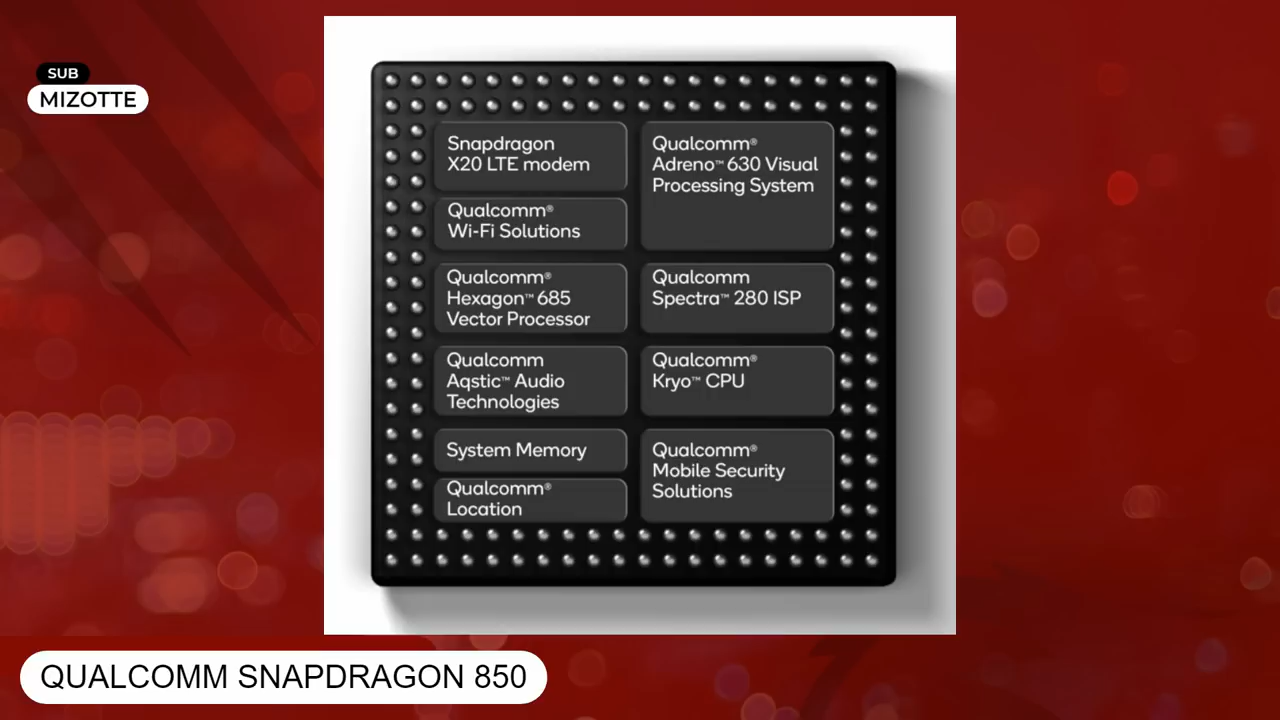 SUB
MIZOTTE
Snapdragon
X20 LTE modem
Qualcomm®
Wi-Fi Solutions
Qualcomm®
Hexagon™ 685
Vector Processor
Qualcomm
Aqstic™ Audio
Technologies
System Memory
Qualcomm®
Location
Qualcomm®
Adreno™ 630 Visual
Processing System
Qualcomm
Spectra™ 280 ISP
Qualcomm®
Kryo™ CPU
Qualcomm®
Mobile Security
Solutions
QUALCOMM SNAPDRAGON 850